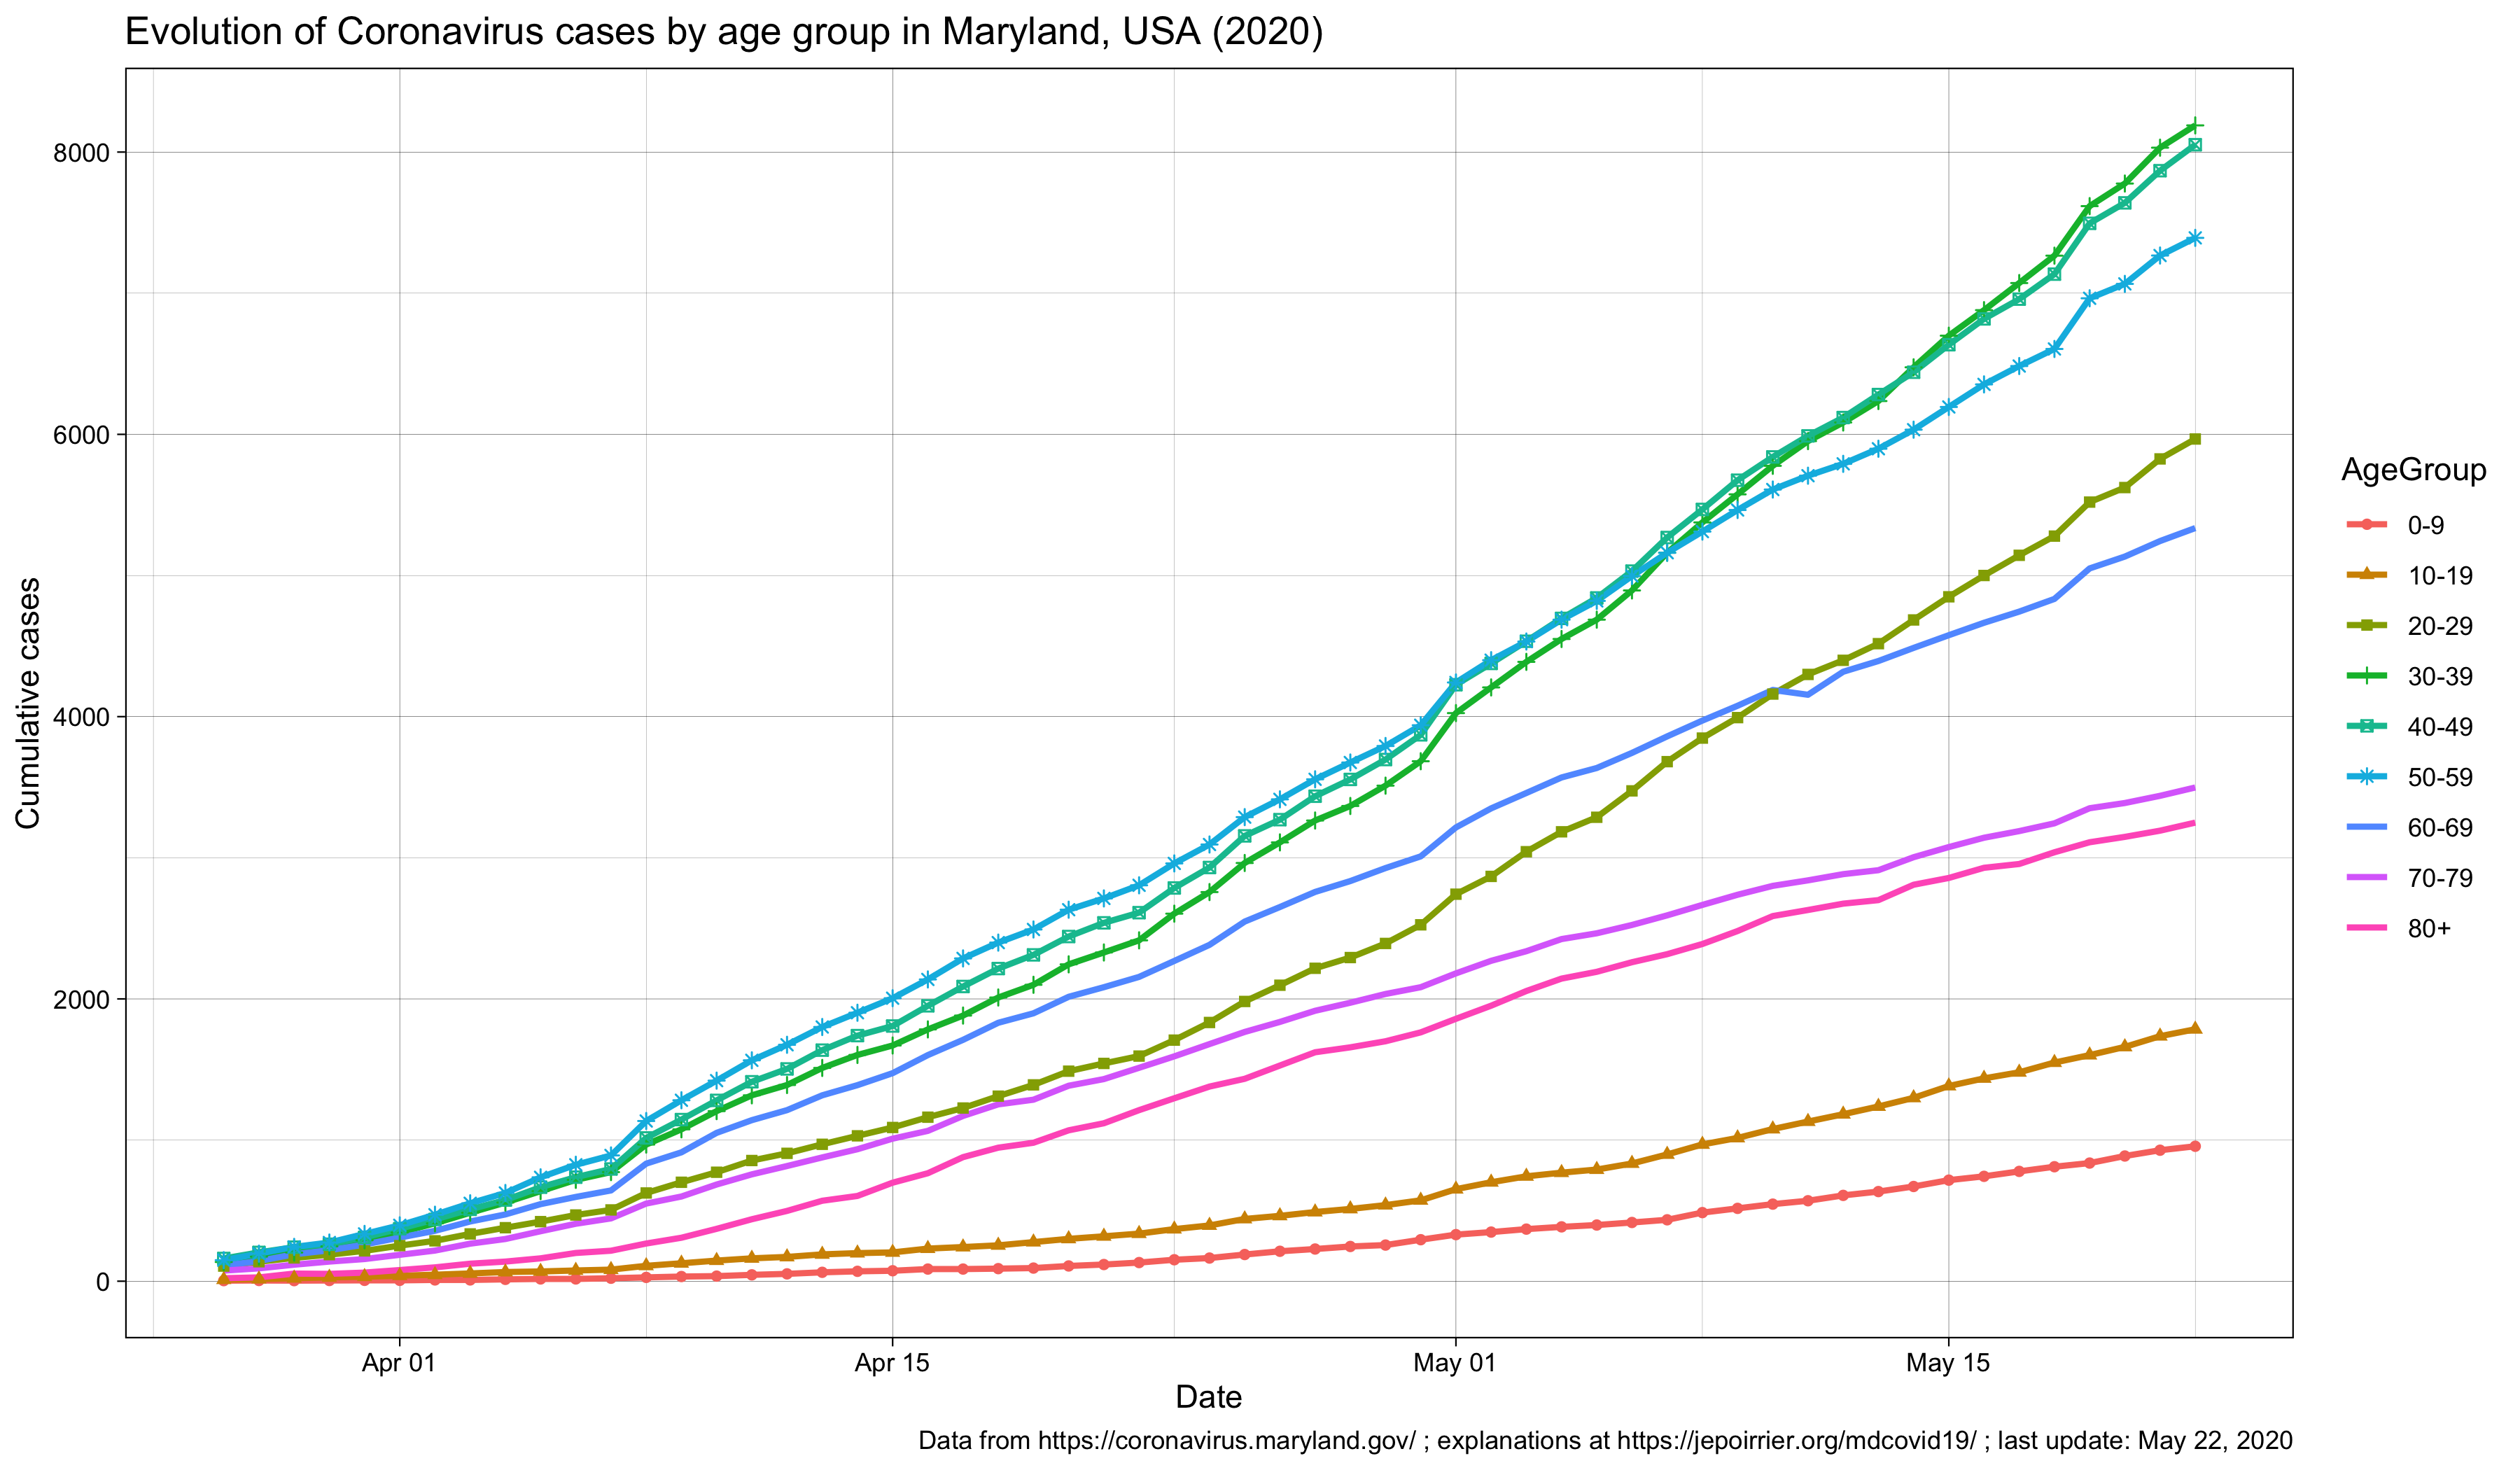 Evolution of Coronavirus cases by age group in Maryland, USA (2020)
Cumulative cases
8000
6000
4000
2000
0
Apr 01
Apr 15
May 01
May 15
Date
AgeGroup
0-9
10-19
20-29
30-39
40-49
50-59
60-69
70-79
80+
Data from https://coronavirus.maryland.gov/ ; explanations at https://jepoirrier.org/mdcovid19/ ; last update: May 22, 2020